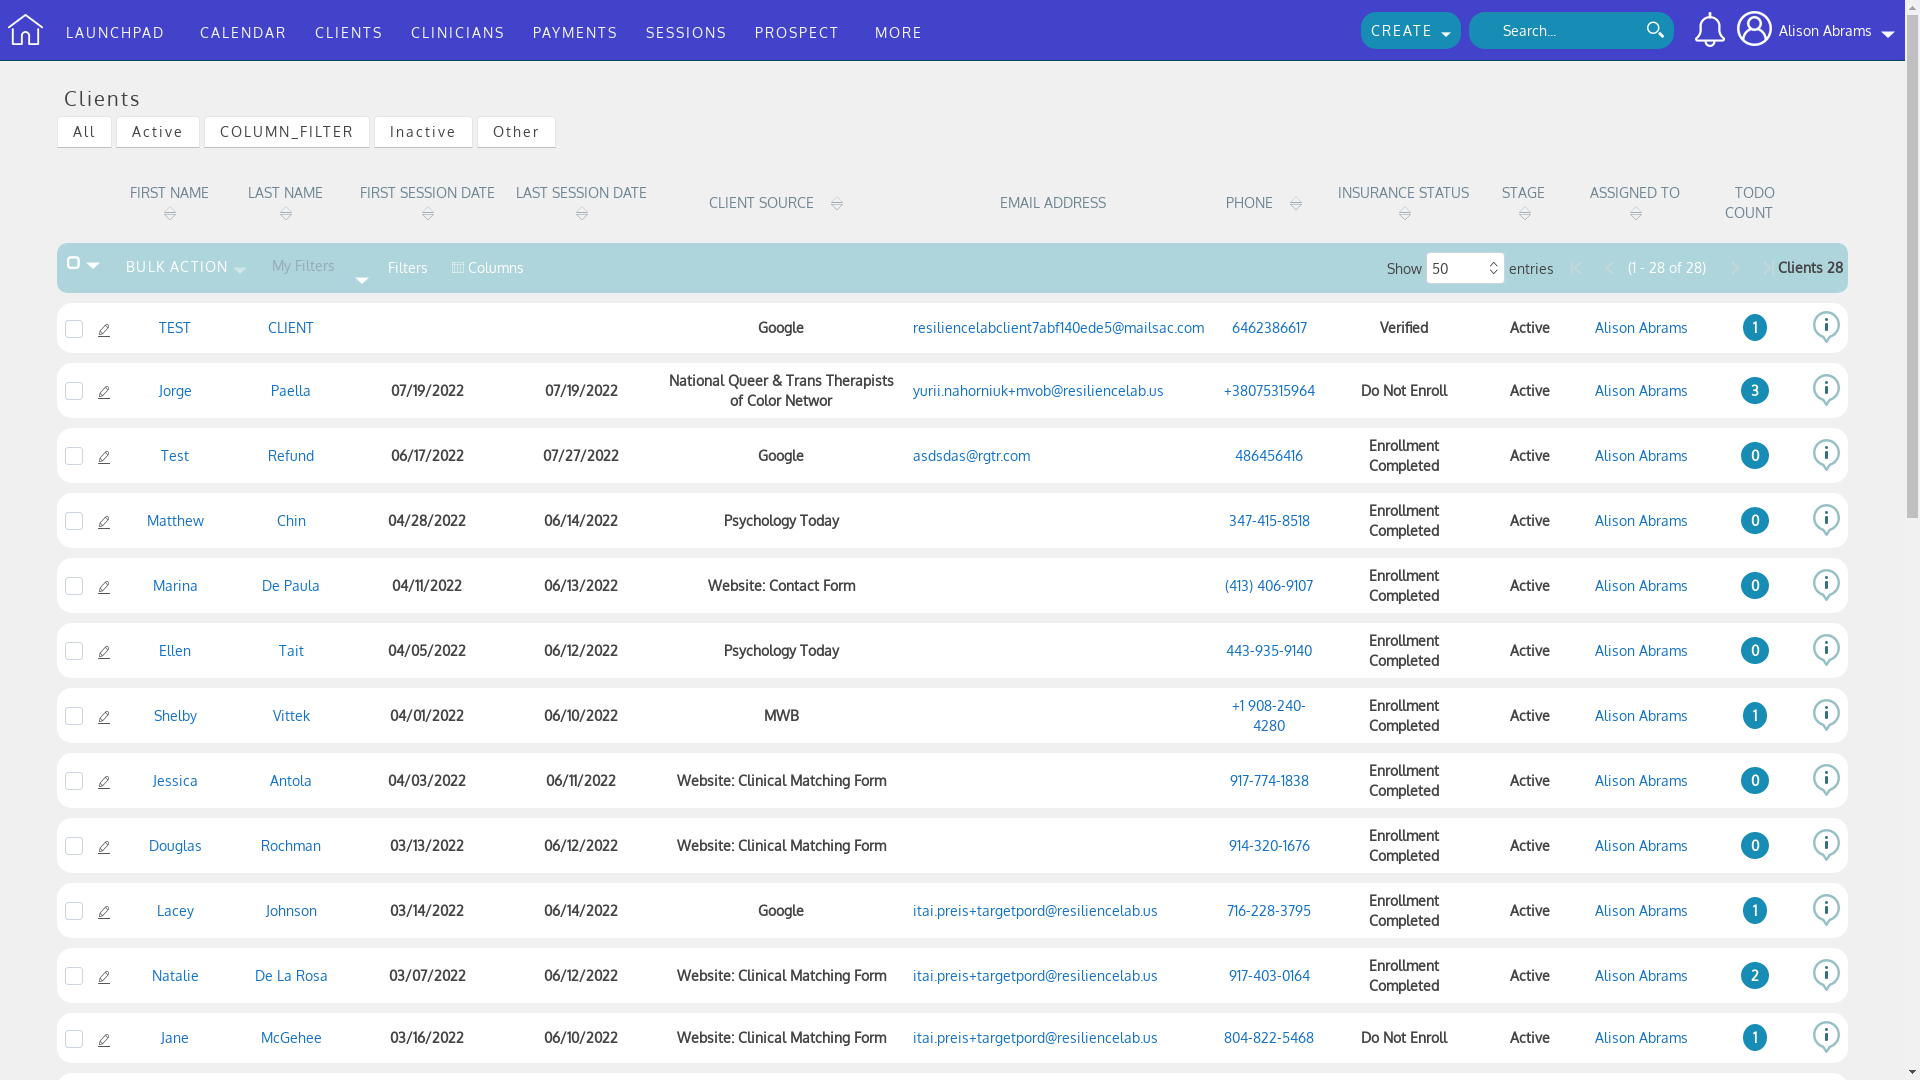 LAUNCHPAD CALENDAR CLIENTS CLINICIANS PAYMENTS SESSIONS PROSPECT MORE CREATE Search... Alison Abrams
Clients
All Active COLUMN_FILTER Inactive Other
FIRST NAME LAST NAME FIRST SESSION DATE LAST SESSION DATE CLIENT SOURCE EMAIL ADDRESS PHONE INSURANCE STATUS STAGE ASSIGNED TO TODO
COUNT
BULK ACTION My Filters Filters Columns Show 50 entries (1 - 28 of 28) Clients 28
TEST CLIENT Google resiliencelabclient7abf140ede5@mailsac.com 6462386617 Verified Active Alison Abrams 1
Jorge Paella 07/19/2022 07/19/2022 National Queer & Trans Therapists
of Color Networ yurii.nahorniuk+mvob@resiliencelab.us +38075315964 Do Not Enroll Active Alison Abrams 3
Test Refund 06/17/2022 07/27/2022 Google asdsdas@rgtr.com 486456416 Enrollment
Completed Active Alison Abrams 0
Matthew Chin 04/28/2022 06/14/2022 Psychology Today 347-415-8518 Enrollment
Completed Active Alison Abrams 0
Marina De Paula 04/11/2022 06/13/2022 Website: Contact Form (413) 406-9107 Enrollment
Completed Active Alison Abrams 0
Ellen Tait 04/05/2022 06/12/2022 Psychology Today 443-935-9140 Enrollment
Completed Active Alison Abrams 0
Shelby Vittek 04/01/2022 06/10/2022 MWB +1 908-240-
4280 Enrollment
Completed Active Alison Abrams 1
Jessica Antola 04/03/2022 06/11/2022 Website: Clinical Matching Form 917-774-1838 Enrollment
Completed Active Alison Abrams 0
Douglas Rochman 03/13/2022 06/12/2022 Website: Clinical Matching Form 914-320-1676 Enrollment
Completed Active Alison Abrams 0
Lacey Johnson 03/14/2022 06/14/2022 Google itai.preis+targetpord@resiliencelab.us 716-228-3795 Enrollment
Completed Active Alison Abrams 1
Natalie De La Rosa 03/07/2022 06/12/2022 Website: Clinical Matching Form itai.preis+targetpord@resiliencelab.us 917-403-0164 Enrollment
Completed Active Alison Abrams 2
Jane McGehee 03/16/2022 06/10/2022 Website: Clinical Matching Form itai.preis+targetpord@resiliencelab.us 804-822-5468 Do Not Enroll Active Alison Abrams 1